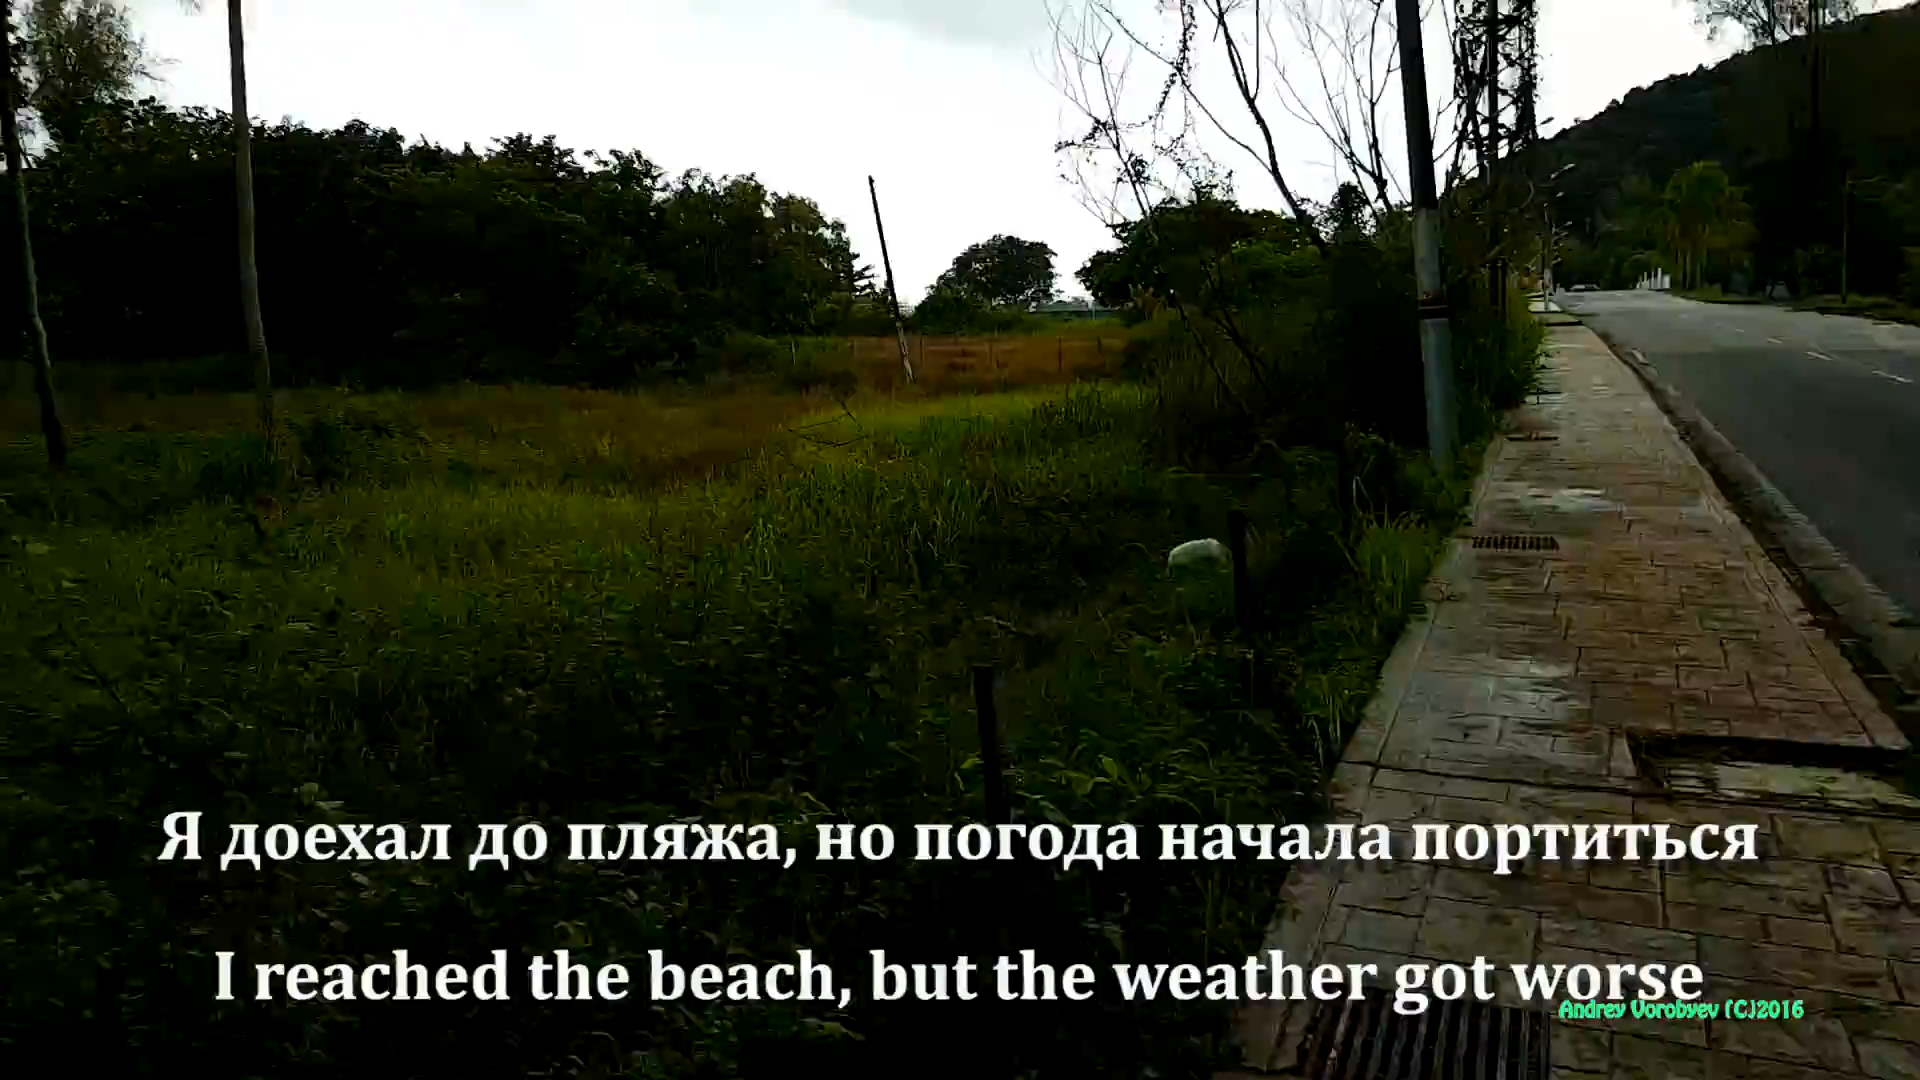 Я доехал до пляжа, но погода начала портиться
I reached the beach, but the weather got worse
Andrey Vorobyev (C)2016